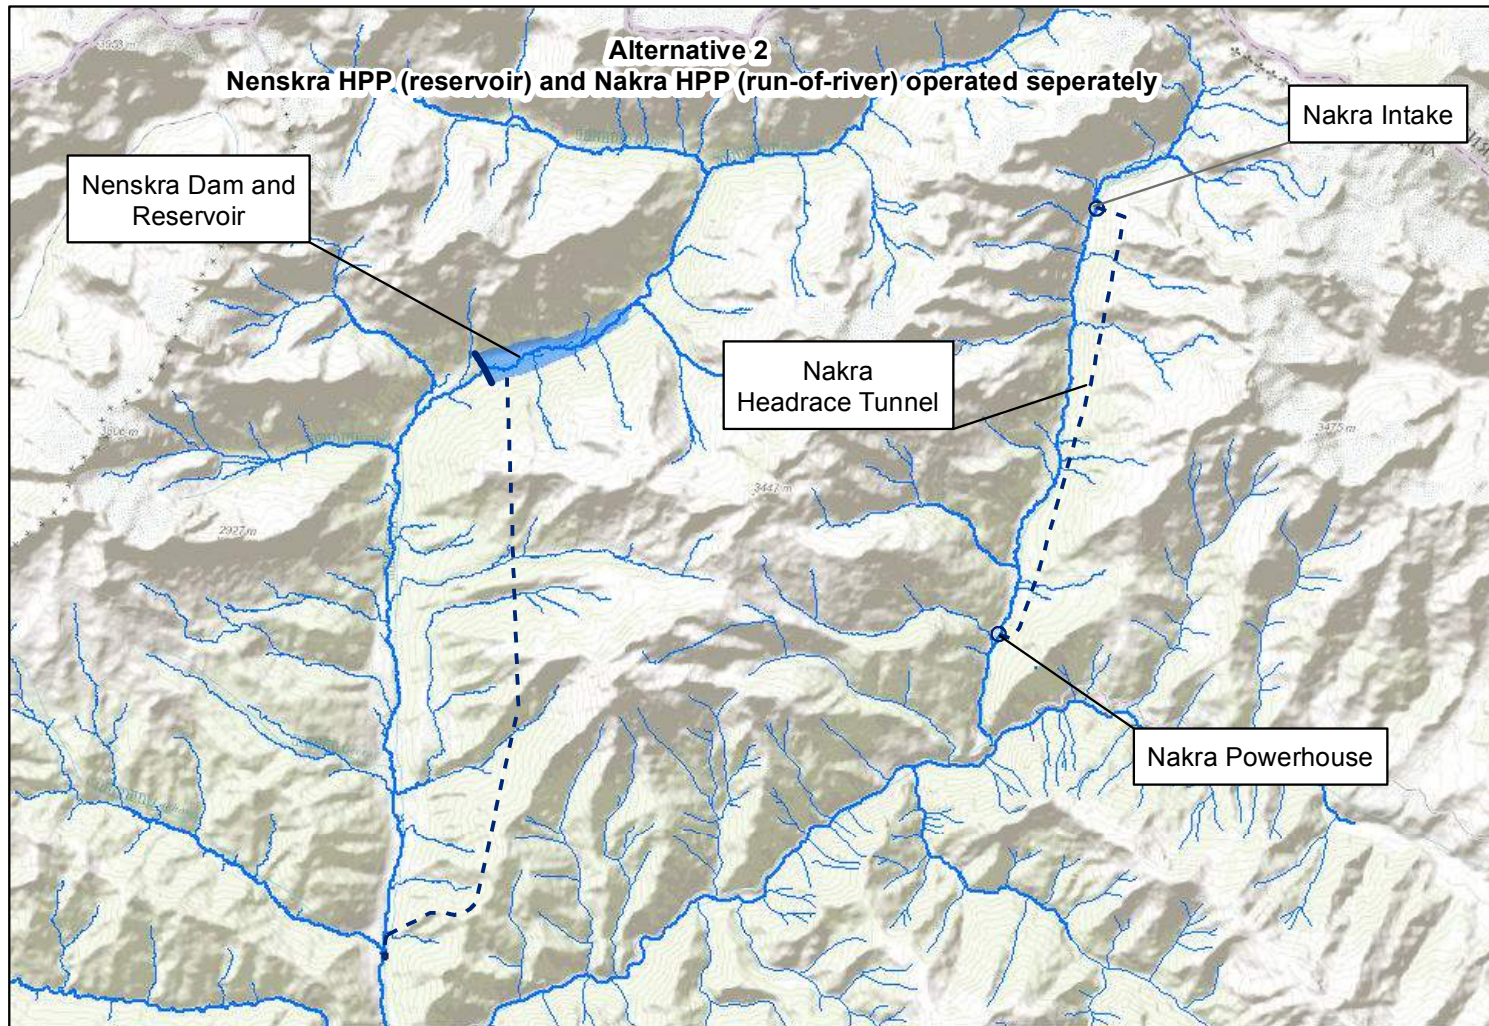 Alternative 2
Nenskra HPP (reservoir) and Nakra HPP (run-of-river) operated seperately
Nakra Intake
Nenskra Dam and
Reservoir
Nakra
Headrace Tunnel
3475 m
3447 m
2927 m
Nakra Powerhouse